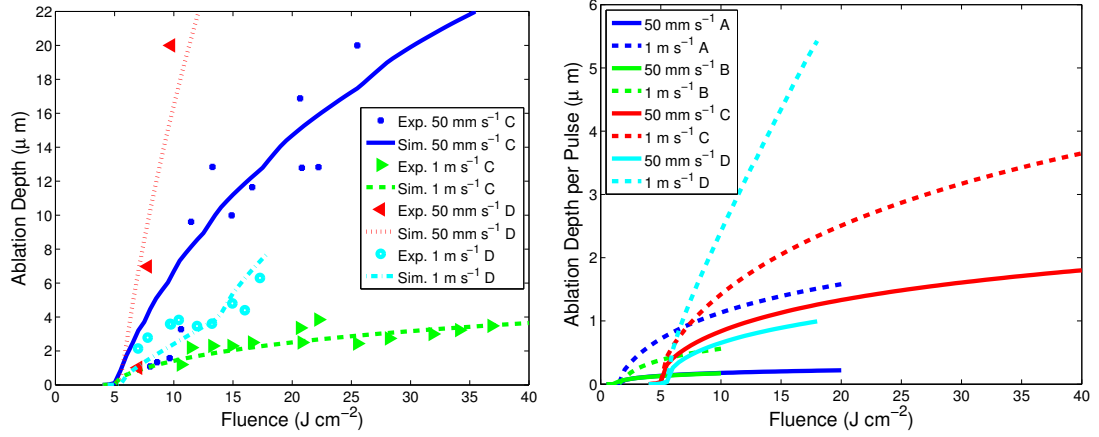 22
20
18
16
14
12
10
8
6
4
2
0
Ablation Depth (μ m)
0 5 10 15 20 25 30 35 40
Fluence (J cm⁻²)
Exp. 50 mm s⁻¹ C
Sim. 50 mm s⁻¹ C
Exp. 1 m s⁻¹ C
Sim. 1 m s⁻¹ C
Exp. 50 mm s⁻¹ D
Sim. 50 mm s⁻¹ D
Exp. 1 m s⁻¹ D
Sim. 1 m s⁻¹ D
6
5
4
3
2
1
0
Ablation Depth per Pulse (μ m)
0 5 10 15 20 25 30 35 40
Fluence (J cm⁻²)
50 mm s⁻¹ A
1 m s⁻¹ A
50 mm s⁻¹ B
1 m s⁻¹ B
50 mm s⁻¹ C
1 m s⁻¹ C
50 mm s⁻¹ D
1 m s⁻¹ D